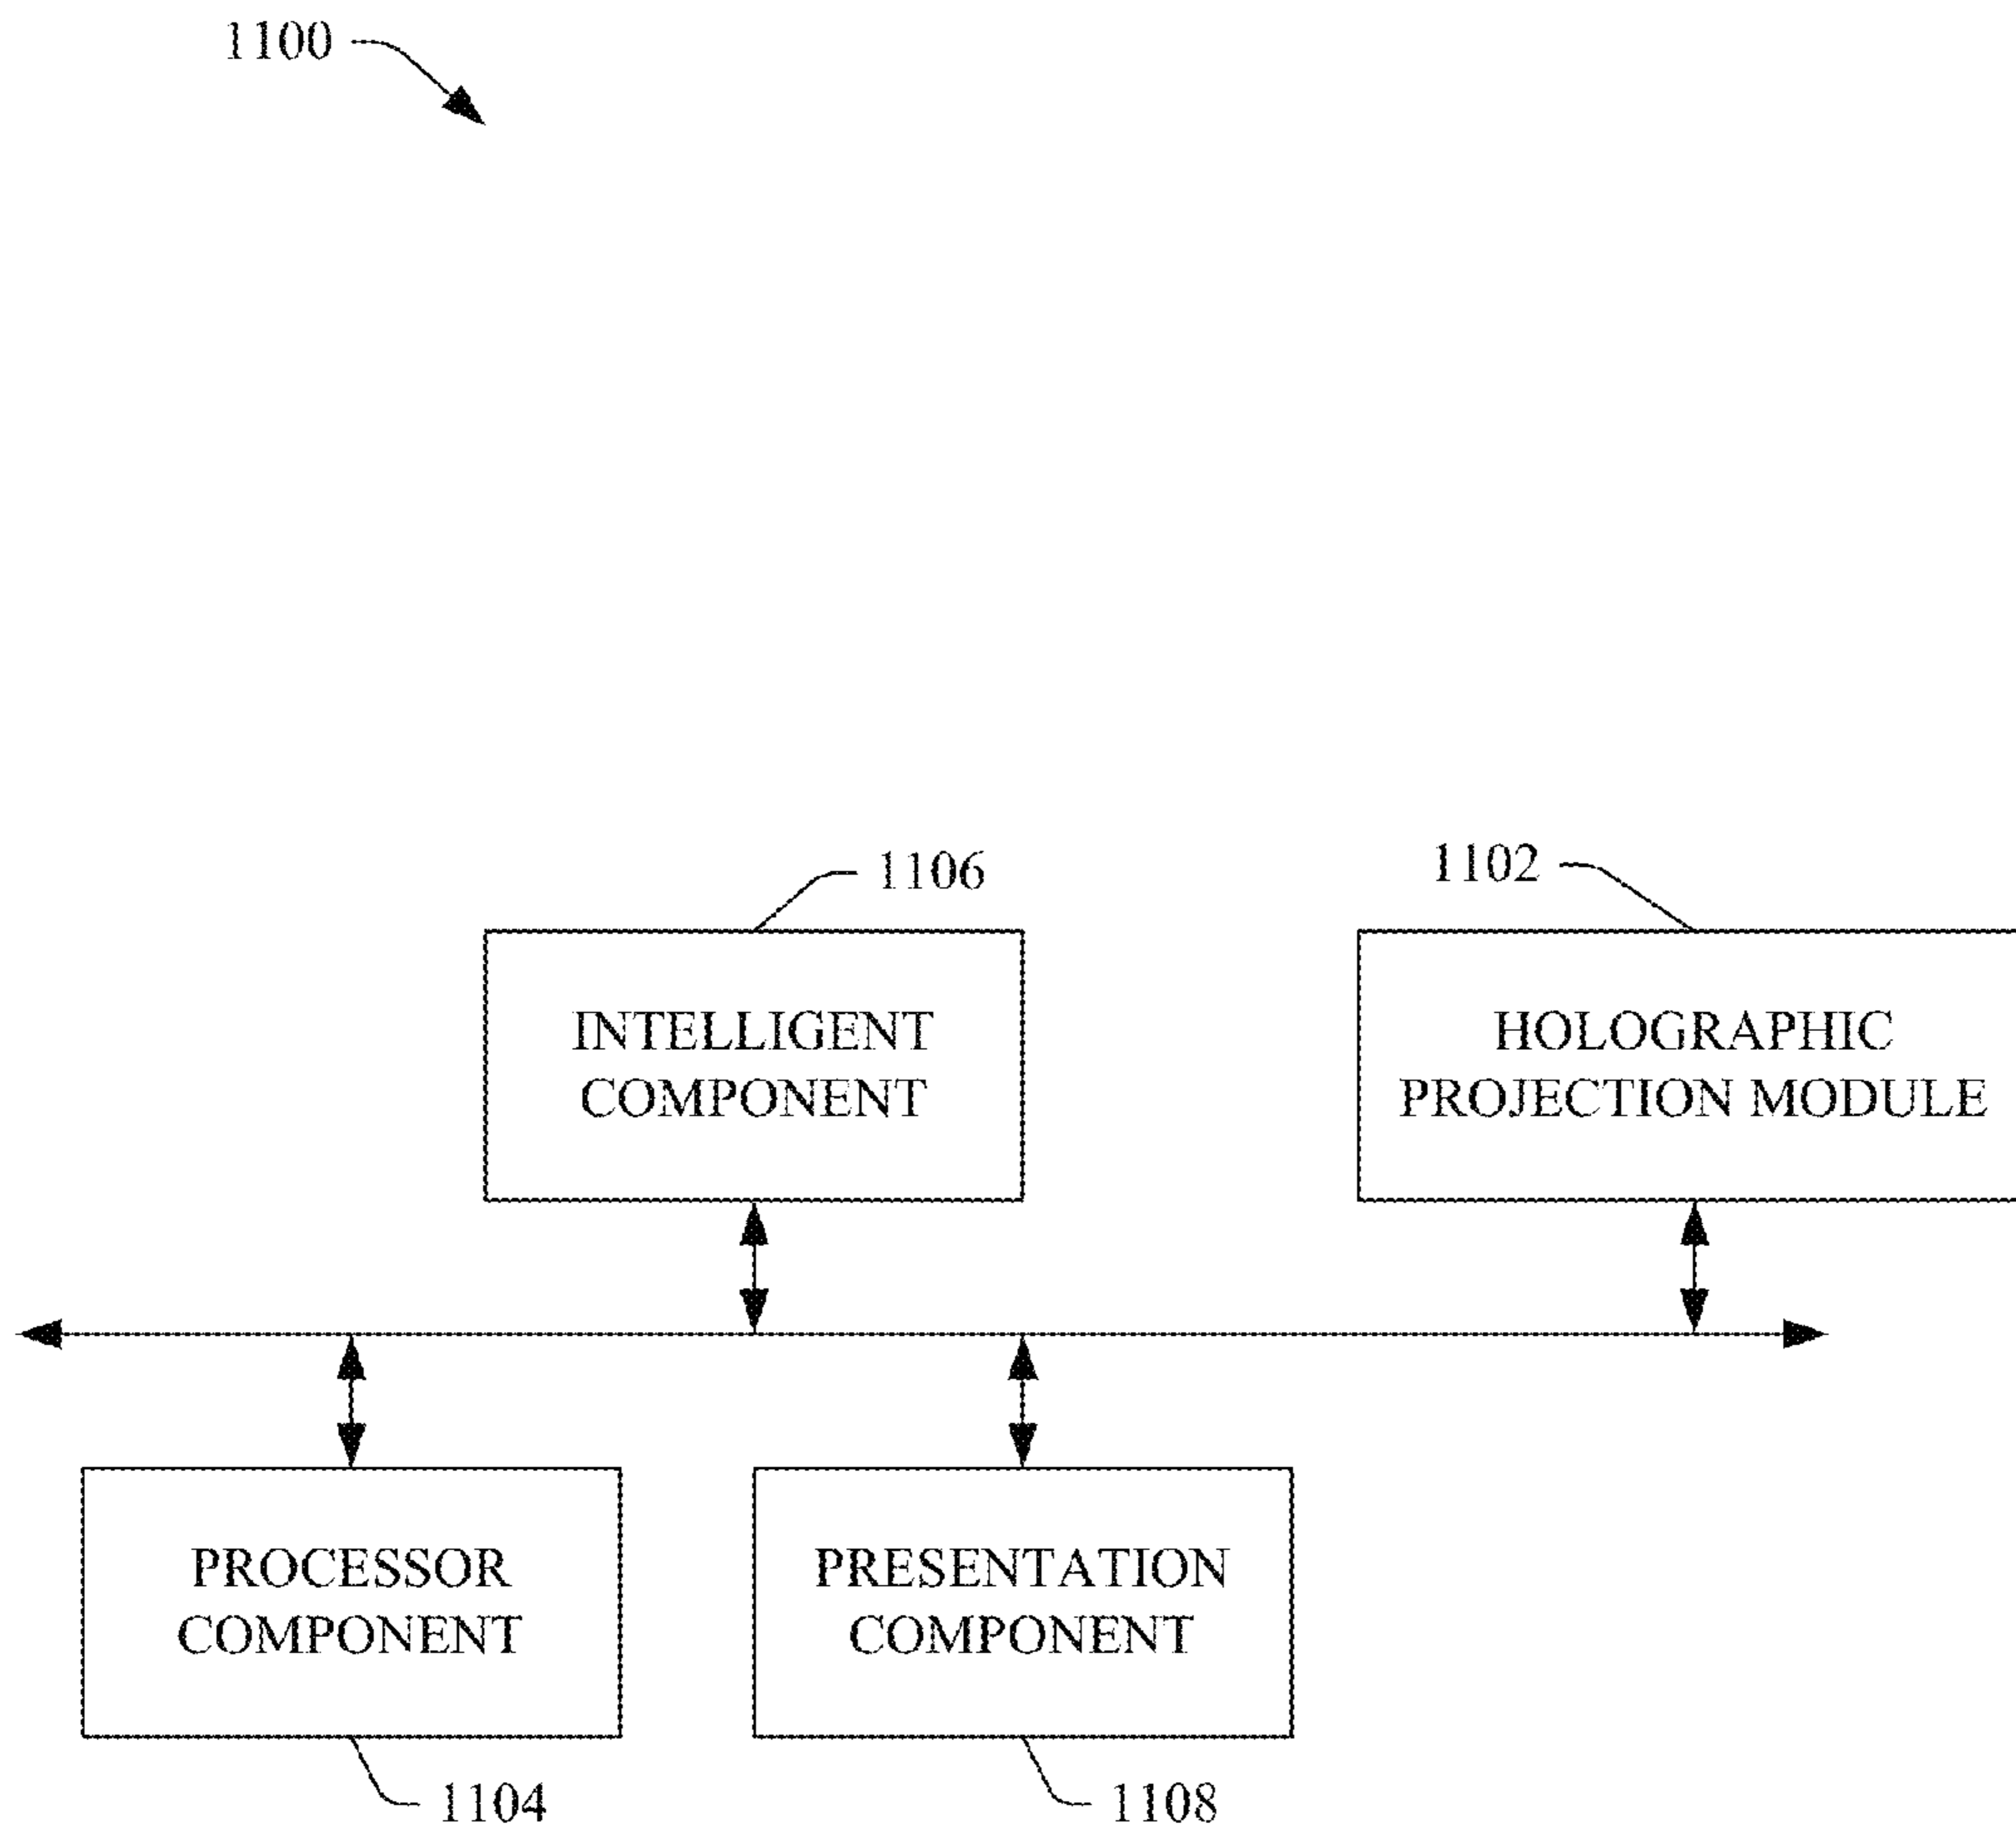 1100
1106
1102
INTELLIGENT
COMPONENT
HOLOGRAPHIC
PROJECTION MODULE
PROCESSOR
COMPONENT
PRESENTATION
COMPONENT
1104
1108